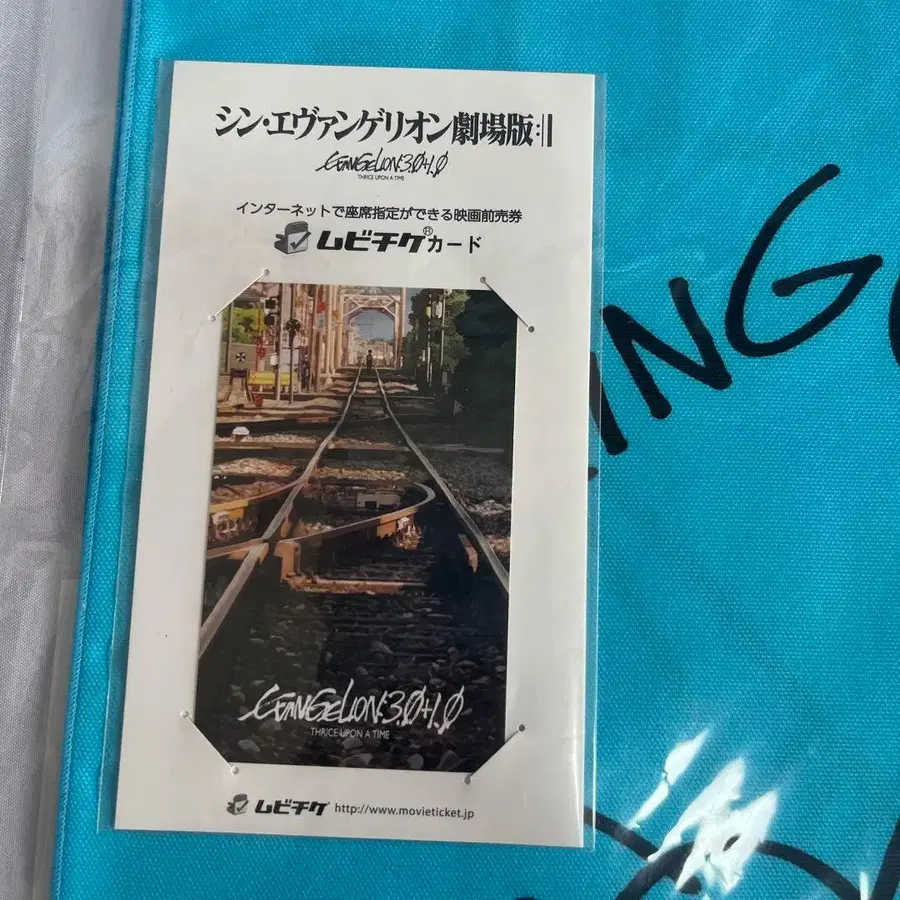 シン・エヴァンゲリオン劇場版:||
EVANGELION:3.0+1.0
THRICE UPON A TIME
インターネットで座席指定ができる映画前売券
ムビチケ®カード
EVANGELION:3.0+1.0
THRICE UPON A TIME
ムビチケ http://www.movieticket.jp
ING